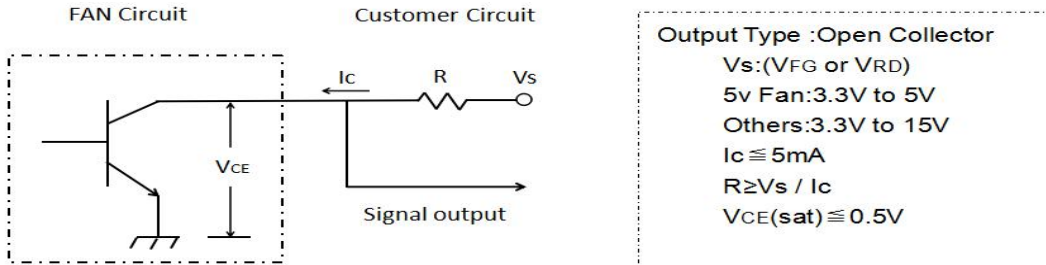 FAN Circuit
Customer Circuit
Ic
R
Vs
VCE
Signal output
Output Type :Open Collector
Vs:(VFG or VRD)
5v Fan:3.3V to 5V
Others:3.3V to 15V
Ic≦5mA
R≥Vs / Ic
VCE(sat)≦0.5V